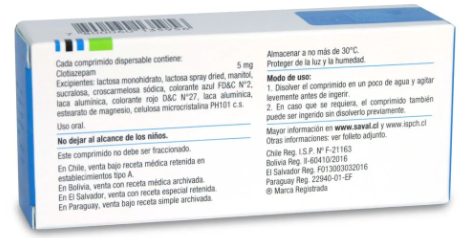 Cada comprimido dispersable contiene:
Clotiazepam 5 mg
Excipientes: lactosa monohidrato, lactosa spray dried, manitol,
sucralosa, croscarmelosa sódica, colorante azul FD&C N°2,
laca alumínica, colorante rojo D&C N°27, laca alumínica,
estearato de magnesio, celulosa microcristalina PH101 c.s.
Uso oral.
No dejar al alcance de los niños.
Este comprimido no debe ser fraccionado.
En Chile, venta bajo receta médica retenida en
establecimientos tipo A.
En Bolivia, venta con receta médica archivada.
En El Salvador, venta con receta especial retenida.
En Paraguay, venta bajo receta simple archivada.
Almacenar a no más de 30°C.
Proteger de la luz y la humedad.
Modo de uso:
1. Disolver el comprimido en un poco de agua y agitar
levemente antes de ingerir.
2. En caso que se requiera, el comprimido también
puede ser ingerido sin disolverlo previamente.
Mayor información en www.saval.cl y www.ispch.cl
Otras informaciones: ver folleto adjunto.
Chile Reg. I.S.P. N° F-21163
Bolivia Reg. II-60410/2016
El Salvador Reg. F013003032016
Paraguay Reg. 22940-01-EF
® Marca Registrada